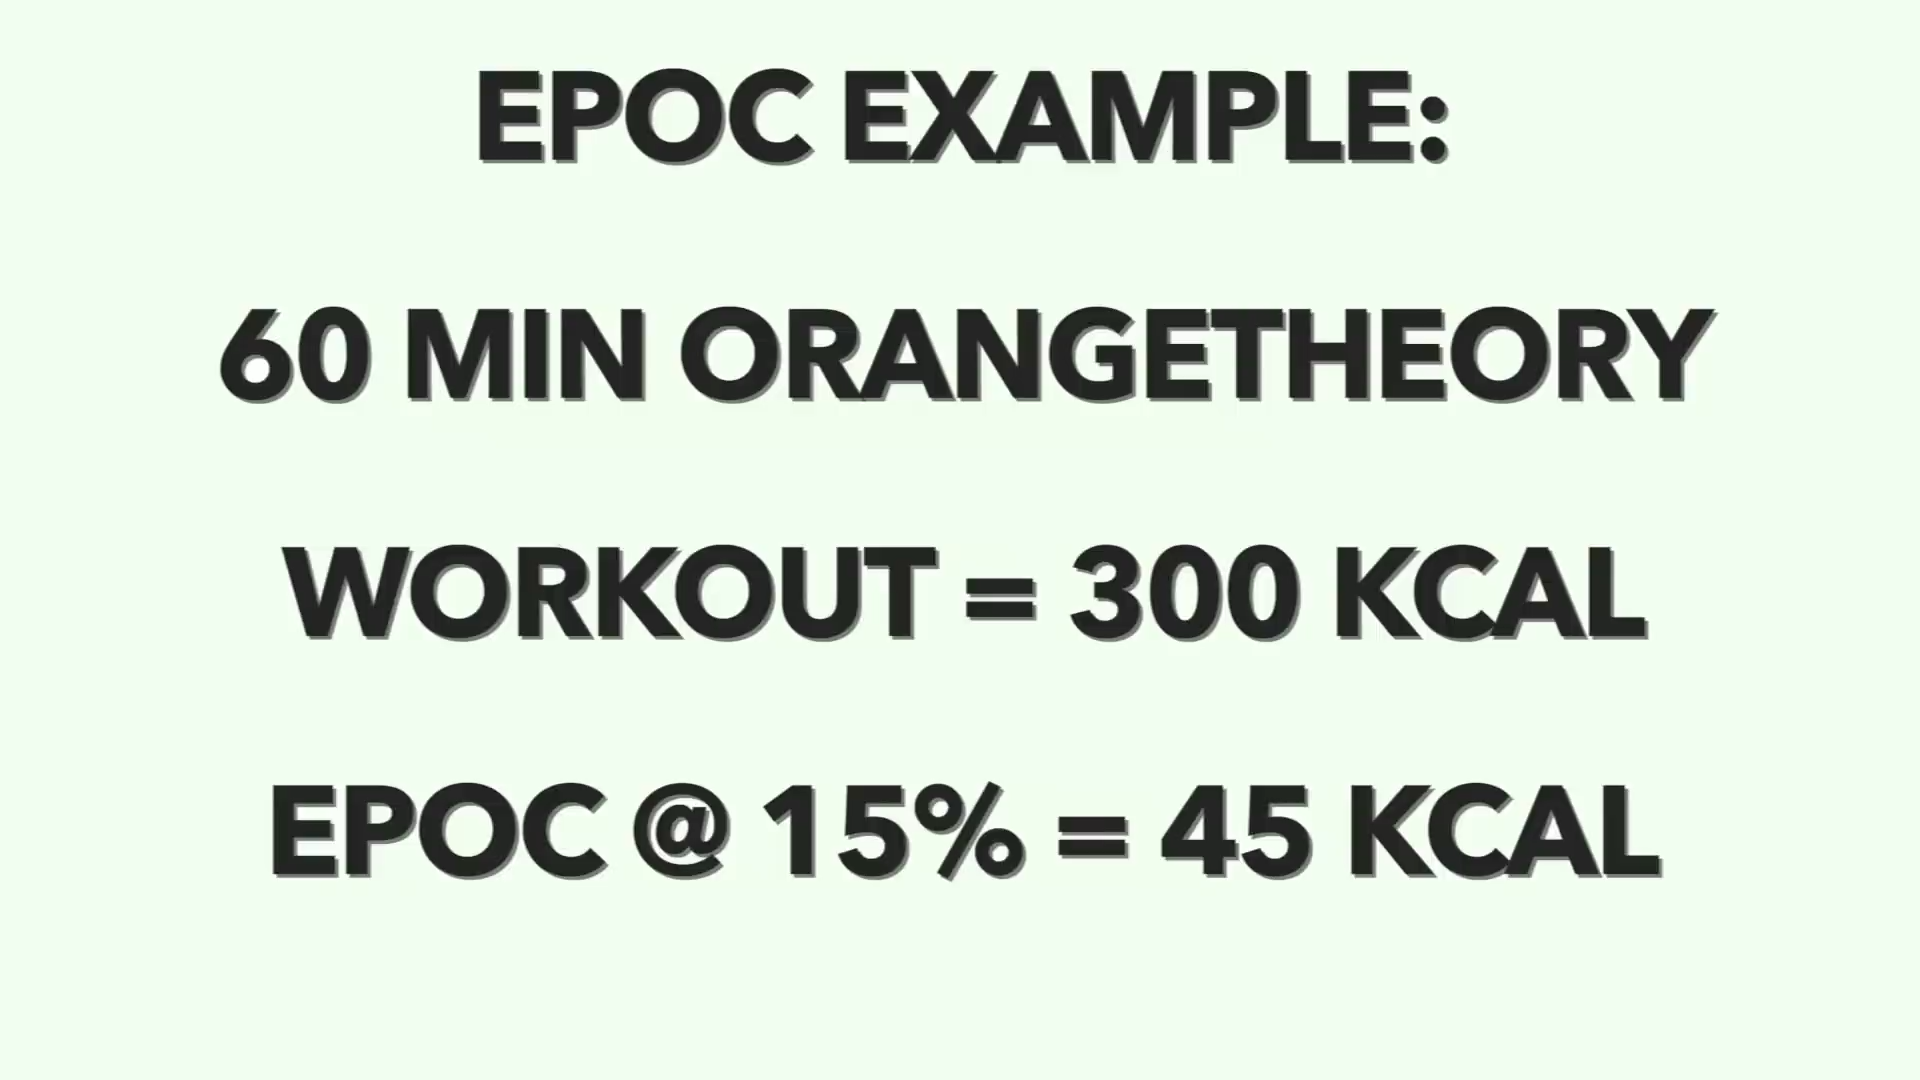 EPOC EXAMPLE:
60 MIN ORANGETHEORY
WORKOUT = 300 KCAL
EPOC @ 15% = 45 KCAL